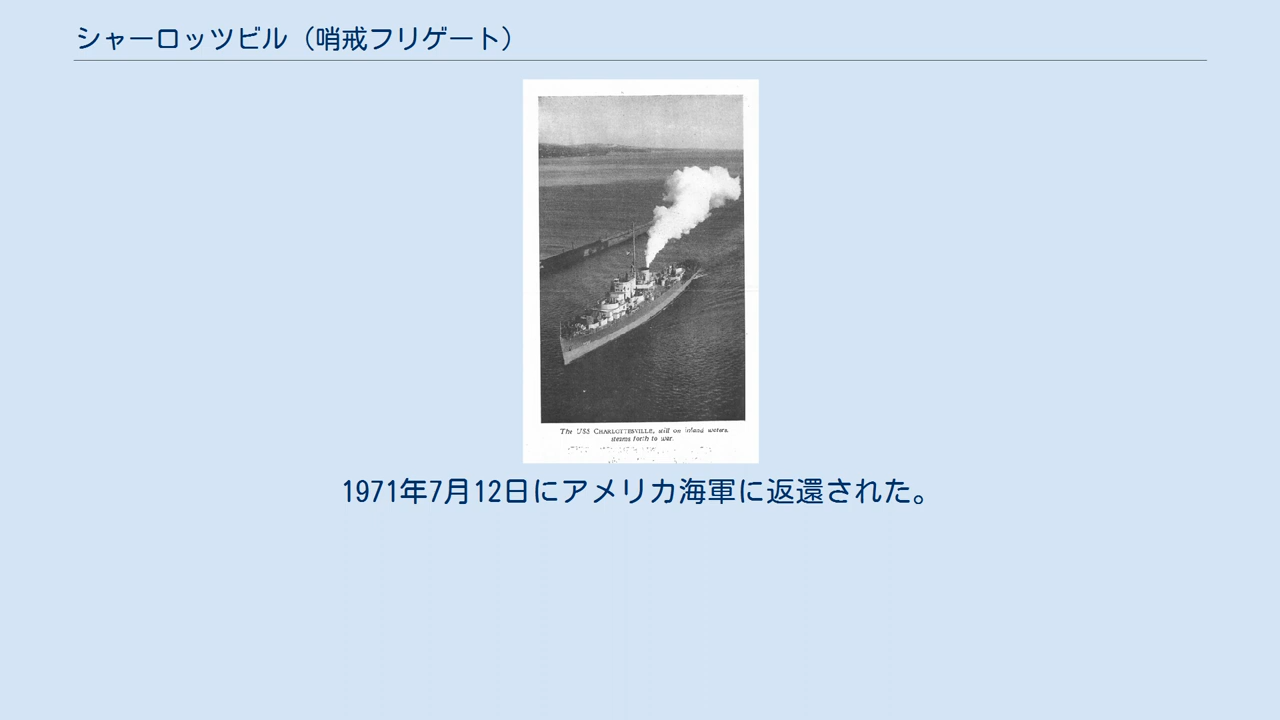 シャーロッツビル（哨戒フリゲート）
The USS CHARLOTTESVILLE, still on inland waters,
steams forth to war.
1971年7月12日にアメリカ海軍に返還された。